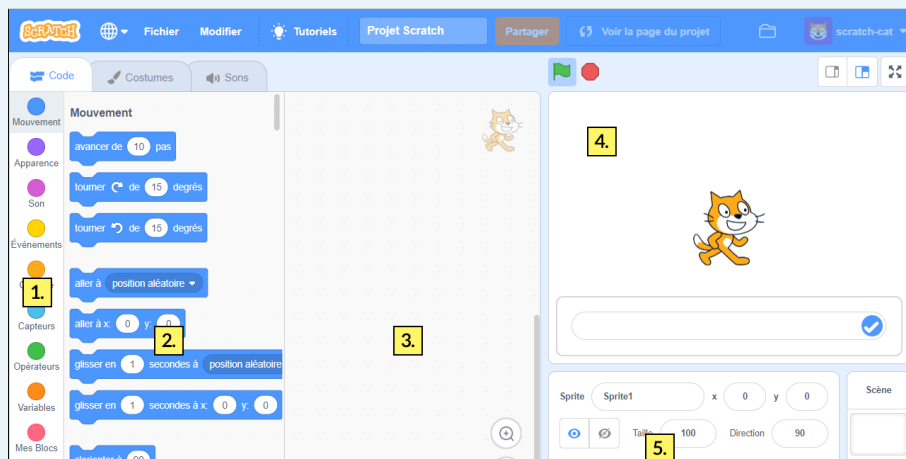 SCRATCH Fichier Modifier Tutoriels Projet Scratch Partager Voir la page du projet scratch-cat
Code Costumes Sons
Mouvement
Apparence
Son
Événements
1.
Capteurs
Opérateurs
Variables
Mes Blocs
Mouvement
avancer de 10 pas
tourner de 15 degrés
tourner de 15 degrés
aller à position aléatoire
aller à x: 0 y: 0
2.
glisser en 1 secondes à position aléatoire
glisser en 1 secondes à x: 0 y: 0
90
3.
4.
Sprite Sprite1 x 0 y 0
Taille 100 Direction 90
5.
Scène